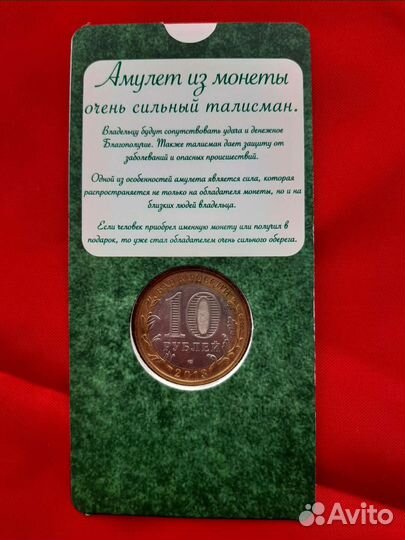 Амулет из монеты
очень сильный талисман.
Владельцу будут сопутствовать удача и денежное
Благополучие. Также талисман дает защиту от
заболеваний и опасных происшествий.
Одной из особенностей амулета является сила, которая
распространяется не только на обладателя монеты, но и на
близких людей владельца.
Если человек приобрел именную монету или получил в
подарок, то уже стал обладателем очень сильного оберега.
10
РУБЛЕЙ
2013
Avito